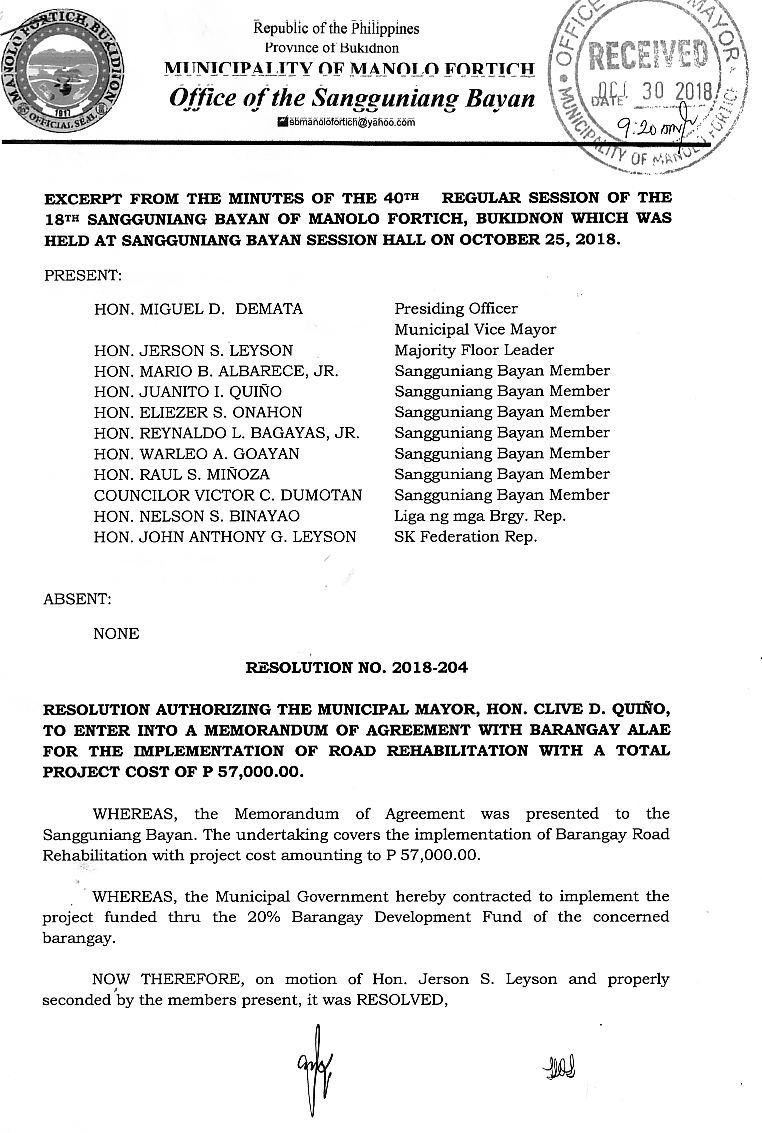 MANOLO FORTICH, BUKIDNON
1917
OFFICIAL SEAL
Republic of the Philippines
Province of Bukidnon
MUNICIPALITY OF MANOLO FORTICH
Office of the Sangguniang Bayan
sbmanolofortich@yahoo.com
RECEIVED
DATE 30 2018
9:20
MUNICIPALITY OF MANOLO FORTICH
EXCERPT FROM THE MINUTES OF THE 40TH REGULAR SESSION OF THE
18TH SANGGUNIANG BAYAN OF MANOLO FORTICH, BUKIDNON WHICH WAS
HELD AT SANGGUNIANG BAYAN SESSION HALL ON OCTOBER 25, 2018.
PRESENT:
HON. MIGUEL D. DEMATA Presiding Officer
Municipal Vice Mayor
HON. JERSON S. LEYSON Majority Floor Leader
HON. MARIO B. ALBARECE, JR. Sangguniang Bayan Member
HON. JUANITO I. QUIÑO Sangguniang Bayan Member
HON. ELIEZER S. ONAHON Sangguniang Bayan Member
HON. REYNALDO L. BAGAYAS, JR. Sangguniang Bayan Member
HON. WARLEO A. GOAYAN Sangguniang Bayan Member
HON. RAUL S. MIÑOZA Sangguniang Bayan Member
COUNCILOR VICTOR C. DUMOTAN Sangguniang Bayan Member
HON. NELSON S. BINAYAO Liga ng mga Brgy. Rep.
HON. JOHN ANTHONY G. LEYSON SK Federation Rep.
ABSENT:
NONE
RESOLUTION NO. 2018-204
RESOLUTION AUTHORIZING THE MUNICIPAL MAYOR, HON. CLIVE D. QUIÑO,
TO ENTER INTO A MEMORANDUM OF AGREEMENT WITH BARANGAY ALAE
FOR THE IMPLEMENTATION OF ROAD REHABILITATION WITH A TOTAL
PROJECT COST OF P 57,000.00.
WHEREAS, the Memorandum of Agreement was presented to the
Sangguniang Bayan. The undertaking covers the implementation of Barangay Road
Rehabilitation with project cost amounting to P 57,000.00.
WHEREAS, the Municipal Government hereby contracted to implement the
project funded thru the 20% Barangay Development Fund of the concerned
barangay.
NOW THEREFORE, on motion of Hon. Jerson S. Leyson and properly
seconded by the members present, it was RESOLVED,